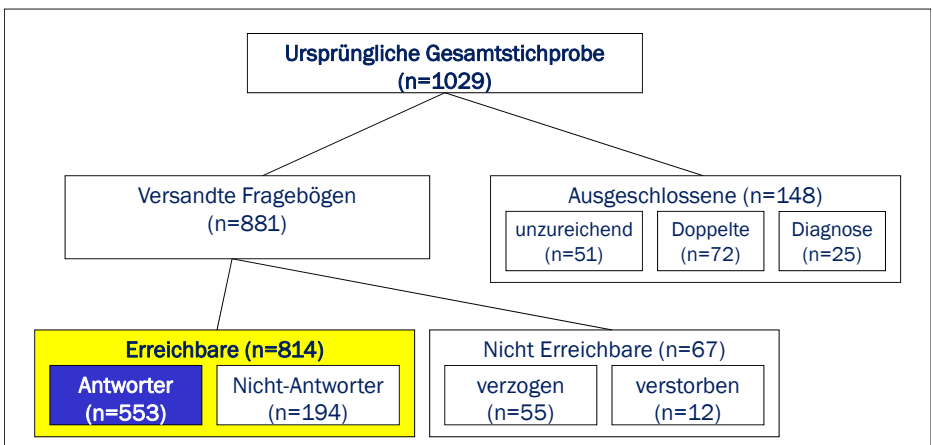 Ursprüngliche Gesamtstichprobe
(n=1029)
Versandte Fragebögen
(n=881)
Ausgeschlossene (n=148)
unzureichend
(n=51)
Doppelte
(n=72)
Diagnose
(n=25)
Erreichbare (n=814)
Antworter
(n=553)
Nicht-Antworter
(n=194)
Nicht Erreichbare (n=67)
verzogen
(n=55)
verstorben
(n=12)